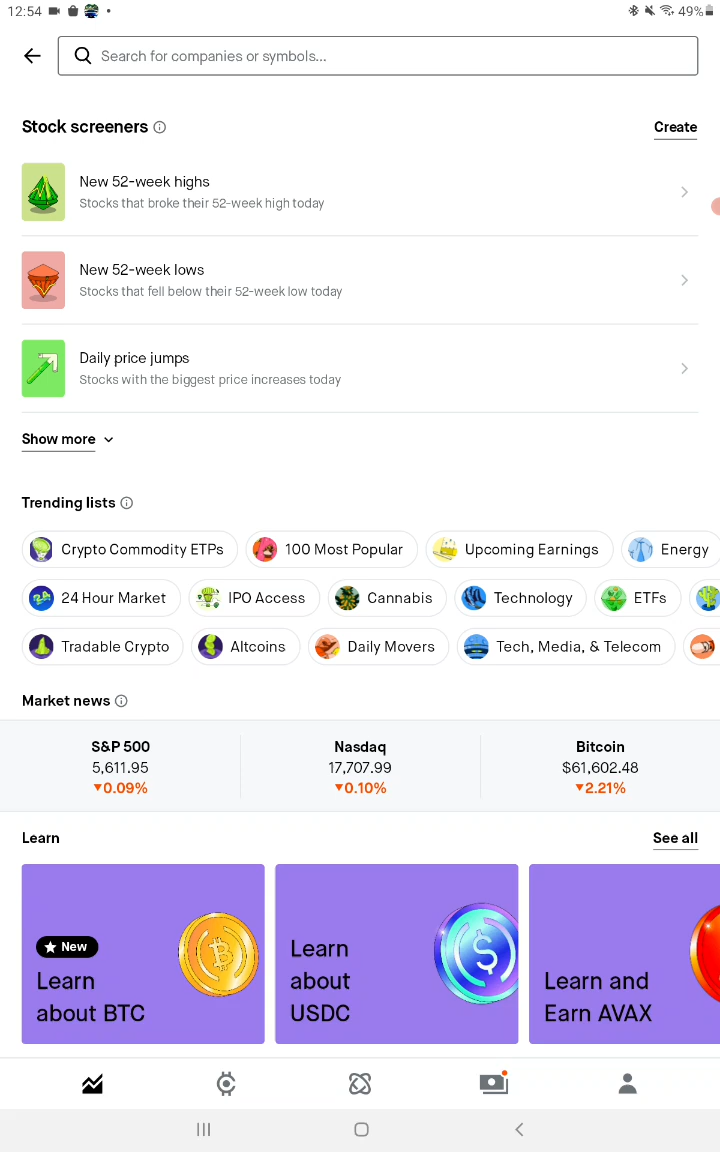 12:54
49%
Search for companies or symbols...
Stock screeners
Create
New 52-week highs
Stocks that broke their 52-week high today
New 52-week lows
Stocks that fell below their 52-week low today
Daily price jumps
Stocks with the biggest price increases today
Show more
Trending lists
Crypto Commodity ETPs
100 Most Popular
Upcoming Earnings
Energy
24 Hour Market
IPO Access
Cannabis
Technology
ETFs
Tradable Crypto
Altcoins
Daily Movers
Tech, Media, & Telecom
Market news
S&P 500
5,611.95
▼0.09%
Nasdaq
17,707.99
▼0.10%
Bitcoin
$61,602.48
▼2.21%
Learn
See all
New
Learn
about BTC
Learn
about
USDC
Learn and
Earn AVAX